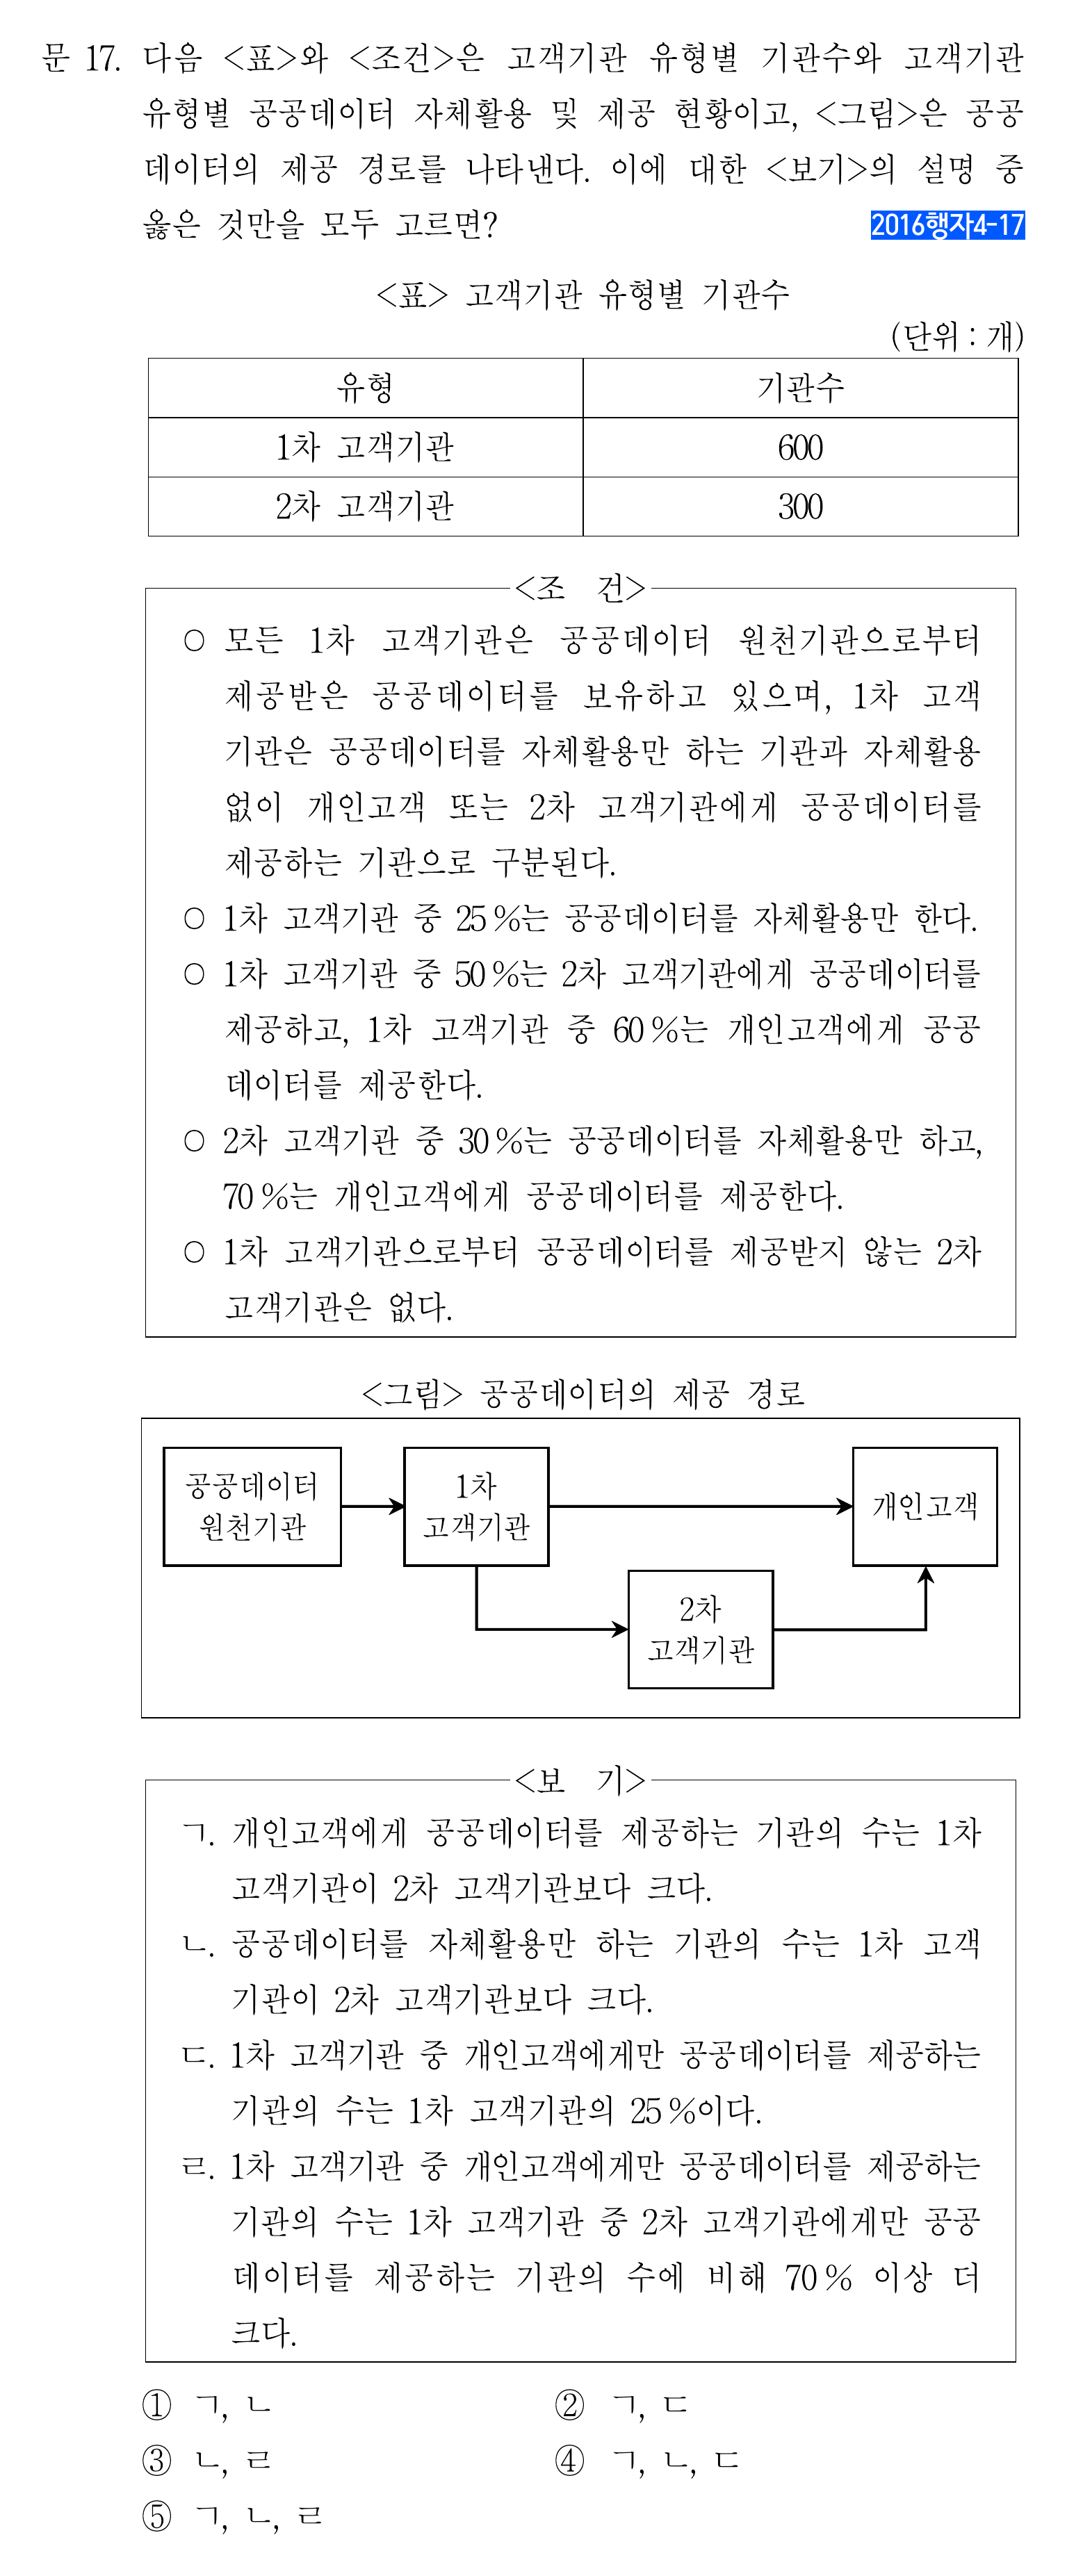 문 17. 다음 <표>와 <조건>은 고객기관 유형별 기관수와 고객기관
유형별 공공데이터 자체활용 및 제공 현황이고, <그림>은 공공
데이터의 제공 경로를 나타낸다. 이에 대한 <보기>의 설명 중
옳은 것만을 모두 고르면?
2016행자4-17
<표> 고객기관 유형별 기관수
(단위 : 개)
유형 기관수
1차 고객기관 600
2차 고객기관 300
<조 건>
○ 모든 1차 고객기관은 공공데이터 원천기관으로부터
제공받은 공공데이터를 보유하고 있으며, 1차 고객
기관은 공공데이터를 자체활용만 하는 기관과 자체활용
없이 개인고객 또는 2차 고객기관에게 공공데이터를
제공하는 기관으로 구분된다.
○ 1차 고객기관 중 25 %는 공공데이터를 자체활용만 한다.
○ 1차 고객기관 중 50 %는 2차 고객기관에게 공공데이터를
제공하고, 1차 고객기관 중 60 %는 개인고객에게 공공
데이터를 제공한다.
○ 2차 고객기관 중 30 %는 공공데이터를 자체활용만 하고,
70 %는 개인고객에게 공공데이터를 제공한다.
○ 1차 고객기관으로부터 공공데이터를 제공받지 않는 2차
고객기관은 없다.
<그림> 공공데이터의 제공 경로
공공데이터
원천기관
1차
고객기관
개인고객
2차
고객기관
<보 기>
ㄱ. 개인고객에게 공공데이터를 제공하는 기관의 수는 1차
고객기관이 2차 고객기관보다 크다.
ㄴ. 공공데이터를 자체활용만 하는 기관의 수는 1차 고객
기관이 2차 고객기관보다 크다.
ㄷ. 1차 고객기관 중 개인고객에게만 공공데이터를 제공하는
기관의 수는 1차 고객기관의 25 %이다.
ㄹ. 1차 고객기관 중 개인고객에게만 공공데이터를 제공하는
기관의 수는 1차 고객기관 중 2차 고객기관에게만 공공
데이터를 제공하는 기관의 수에 비해 70 % 이상 더
크다.
① ㄱ, ㄴ ② ㄱ, ㄷ
③ ㄴ, ㄹ ④ ㄱ, ㄴ, ㄷ
⑤ ㄱ, ㄴ, ㄹ